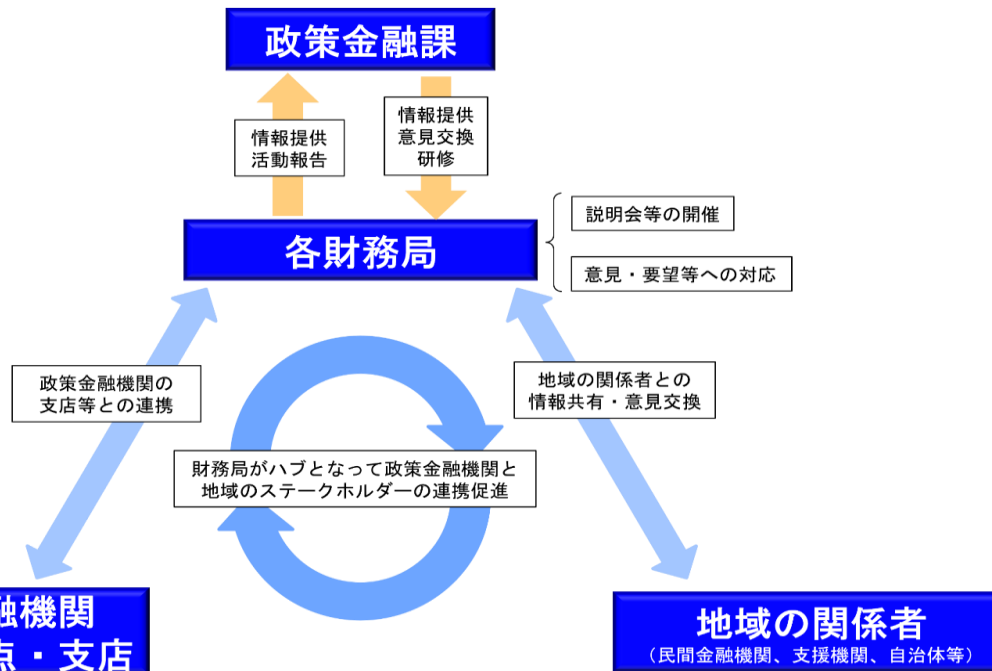 政策金融課
情報提供
活動報告
情報提供
意見交換
研修
各財務局
説明会等の開催
意見・要望等への対応
政策金融機関の
支店等との連携
地域の関係者との
情報共有・意見交換
財務局がハブとなって政策金融機関と
地域のステークホルダーの連携促進
融機関
点・支店
地域の関係者
(民間金融機関、支援機関、自治体等)